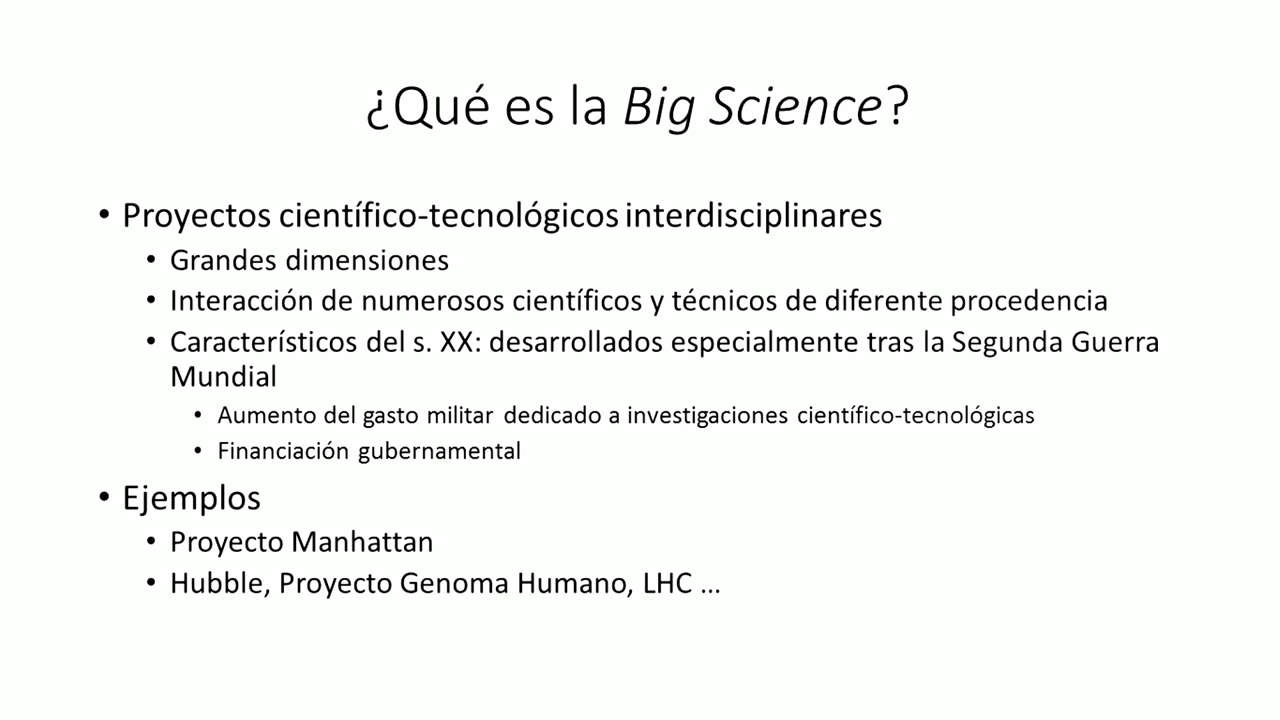 ¿Qué es la Big Science?
• Proyectos científico-tecnológicos interdisciplinares
• Grandes dimensiones
• Interacción de numerosos científicos y técnicos de diferente procedencia
• Característicos del s. XX: desarrollados especialmente tras la Segunda Guerra
Mundial
• Aumento del gasto militar dedicado a investigaciones científico-tecnológicas
• Financiación gubernamental
• Ejemplos
• Proyecto Manhattan
• Hubble, Proyecto Genoma Humano, LHC ...